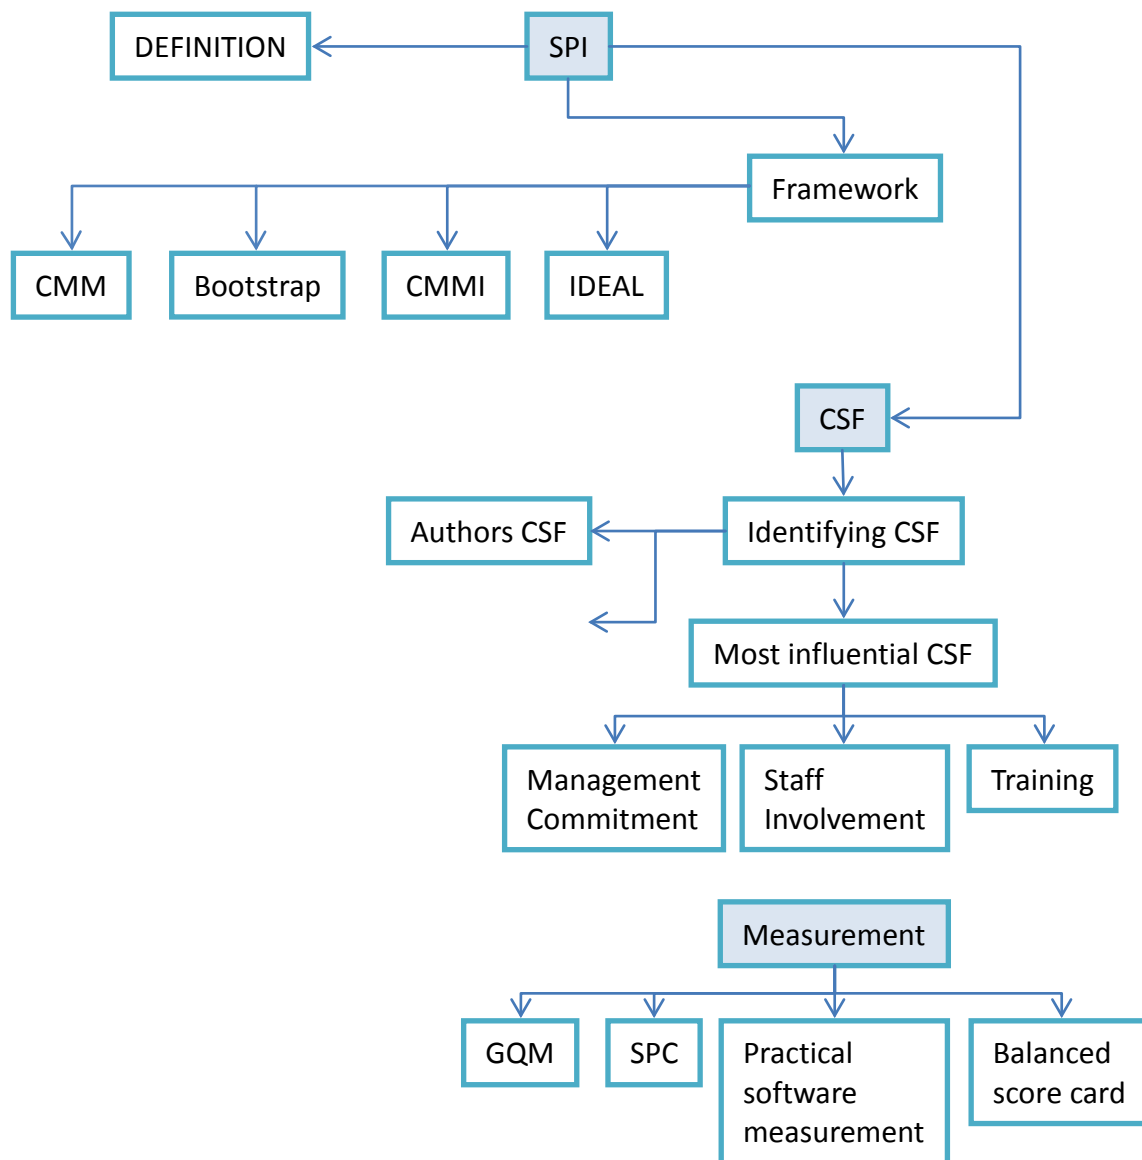 DEFINITION
SPI
Framework
CMM
Bootstrap
CMMI
IDEAL
CSF
Authors CSF
Identifying CSF
Most influential CSF
Management
Commitment
Staff
Involvement
Training
Measurement
GQM
SPC
Practical
software
measurement
Balanced
score card